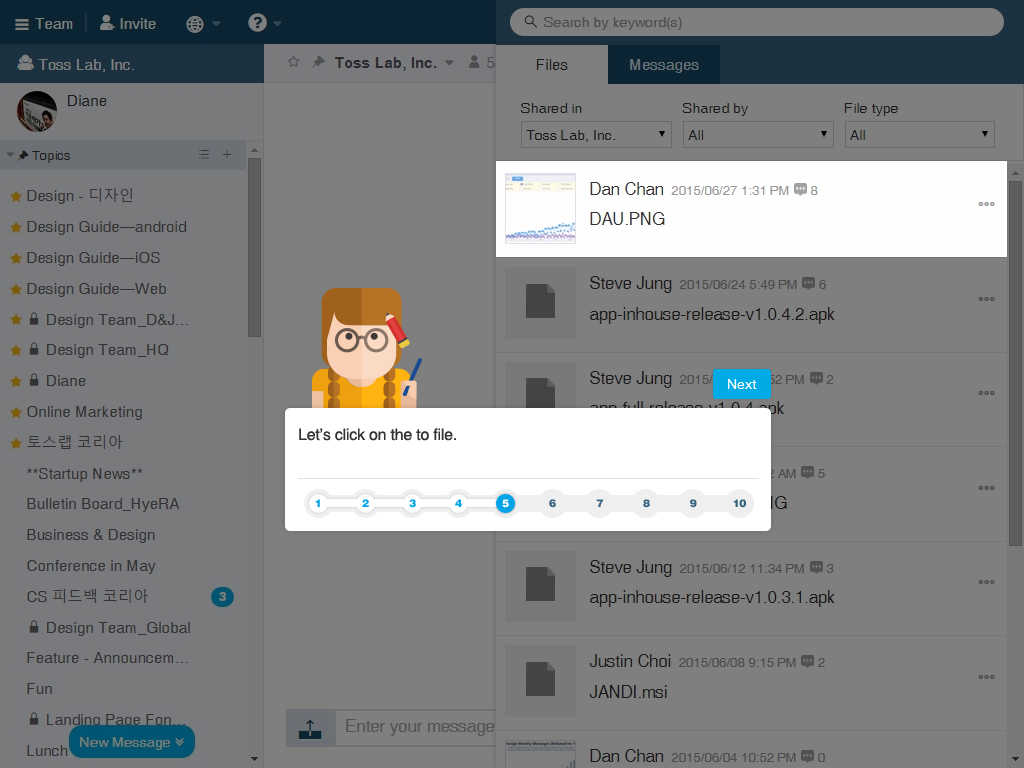 Team
Invite
Search by keyword(s)
Toss Lab, Inc.
Toss Lab, Inc.
5
Files
Messages
Diane
Shared in
Shared by
File type
Toss Lab, Inc.
All
All
Topics
Design - 디자인
Design Guide—android
Design Guide—iOS
Design Guide—Web
Design Team_D&J...
Design Team_HQ
Diane
Online Marketing
토스랩 코리아
**Startup News**
Bulletin Board_HyeRA
Business & Design
Conference in May
CS 피드백 코리아
3
Design Team_Global
Feature - Announcem...
Fun
Landing Page Fon...
Lunch
New Message
Dan Chan 2015/06/27 1:31 PM 8
DAU.PNG
Steve Jung 2015/06/24 5:49 PM 6
app-inhouse-release-v1.0.4.2.apk
Steve Jung 2015/ 52 PM 2
Next
app-full-release-v1.0.4.apk
Let's click on the to file.
AM 5
1 2 3 4 5 6 7 8 9 10
Steve Jung 2015/06/12 11:34 PM 3
app-inhouse-release-v1.0.3.1.apk
Justin Choi 2015/06/08 9:15 PM 2
JANDI.msi
Enter your message
Dan Chan 2015/06/04 10:52 PM 0